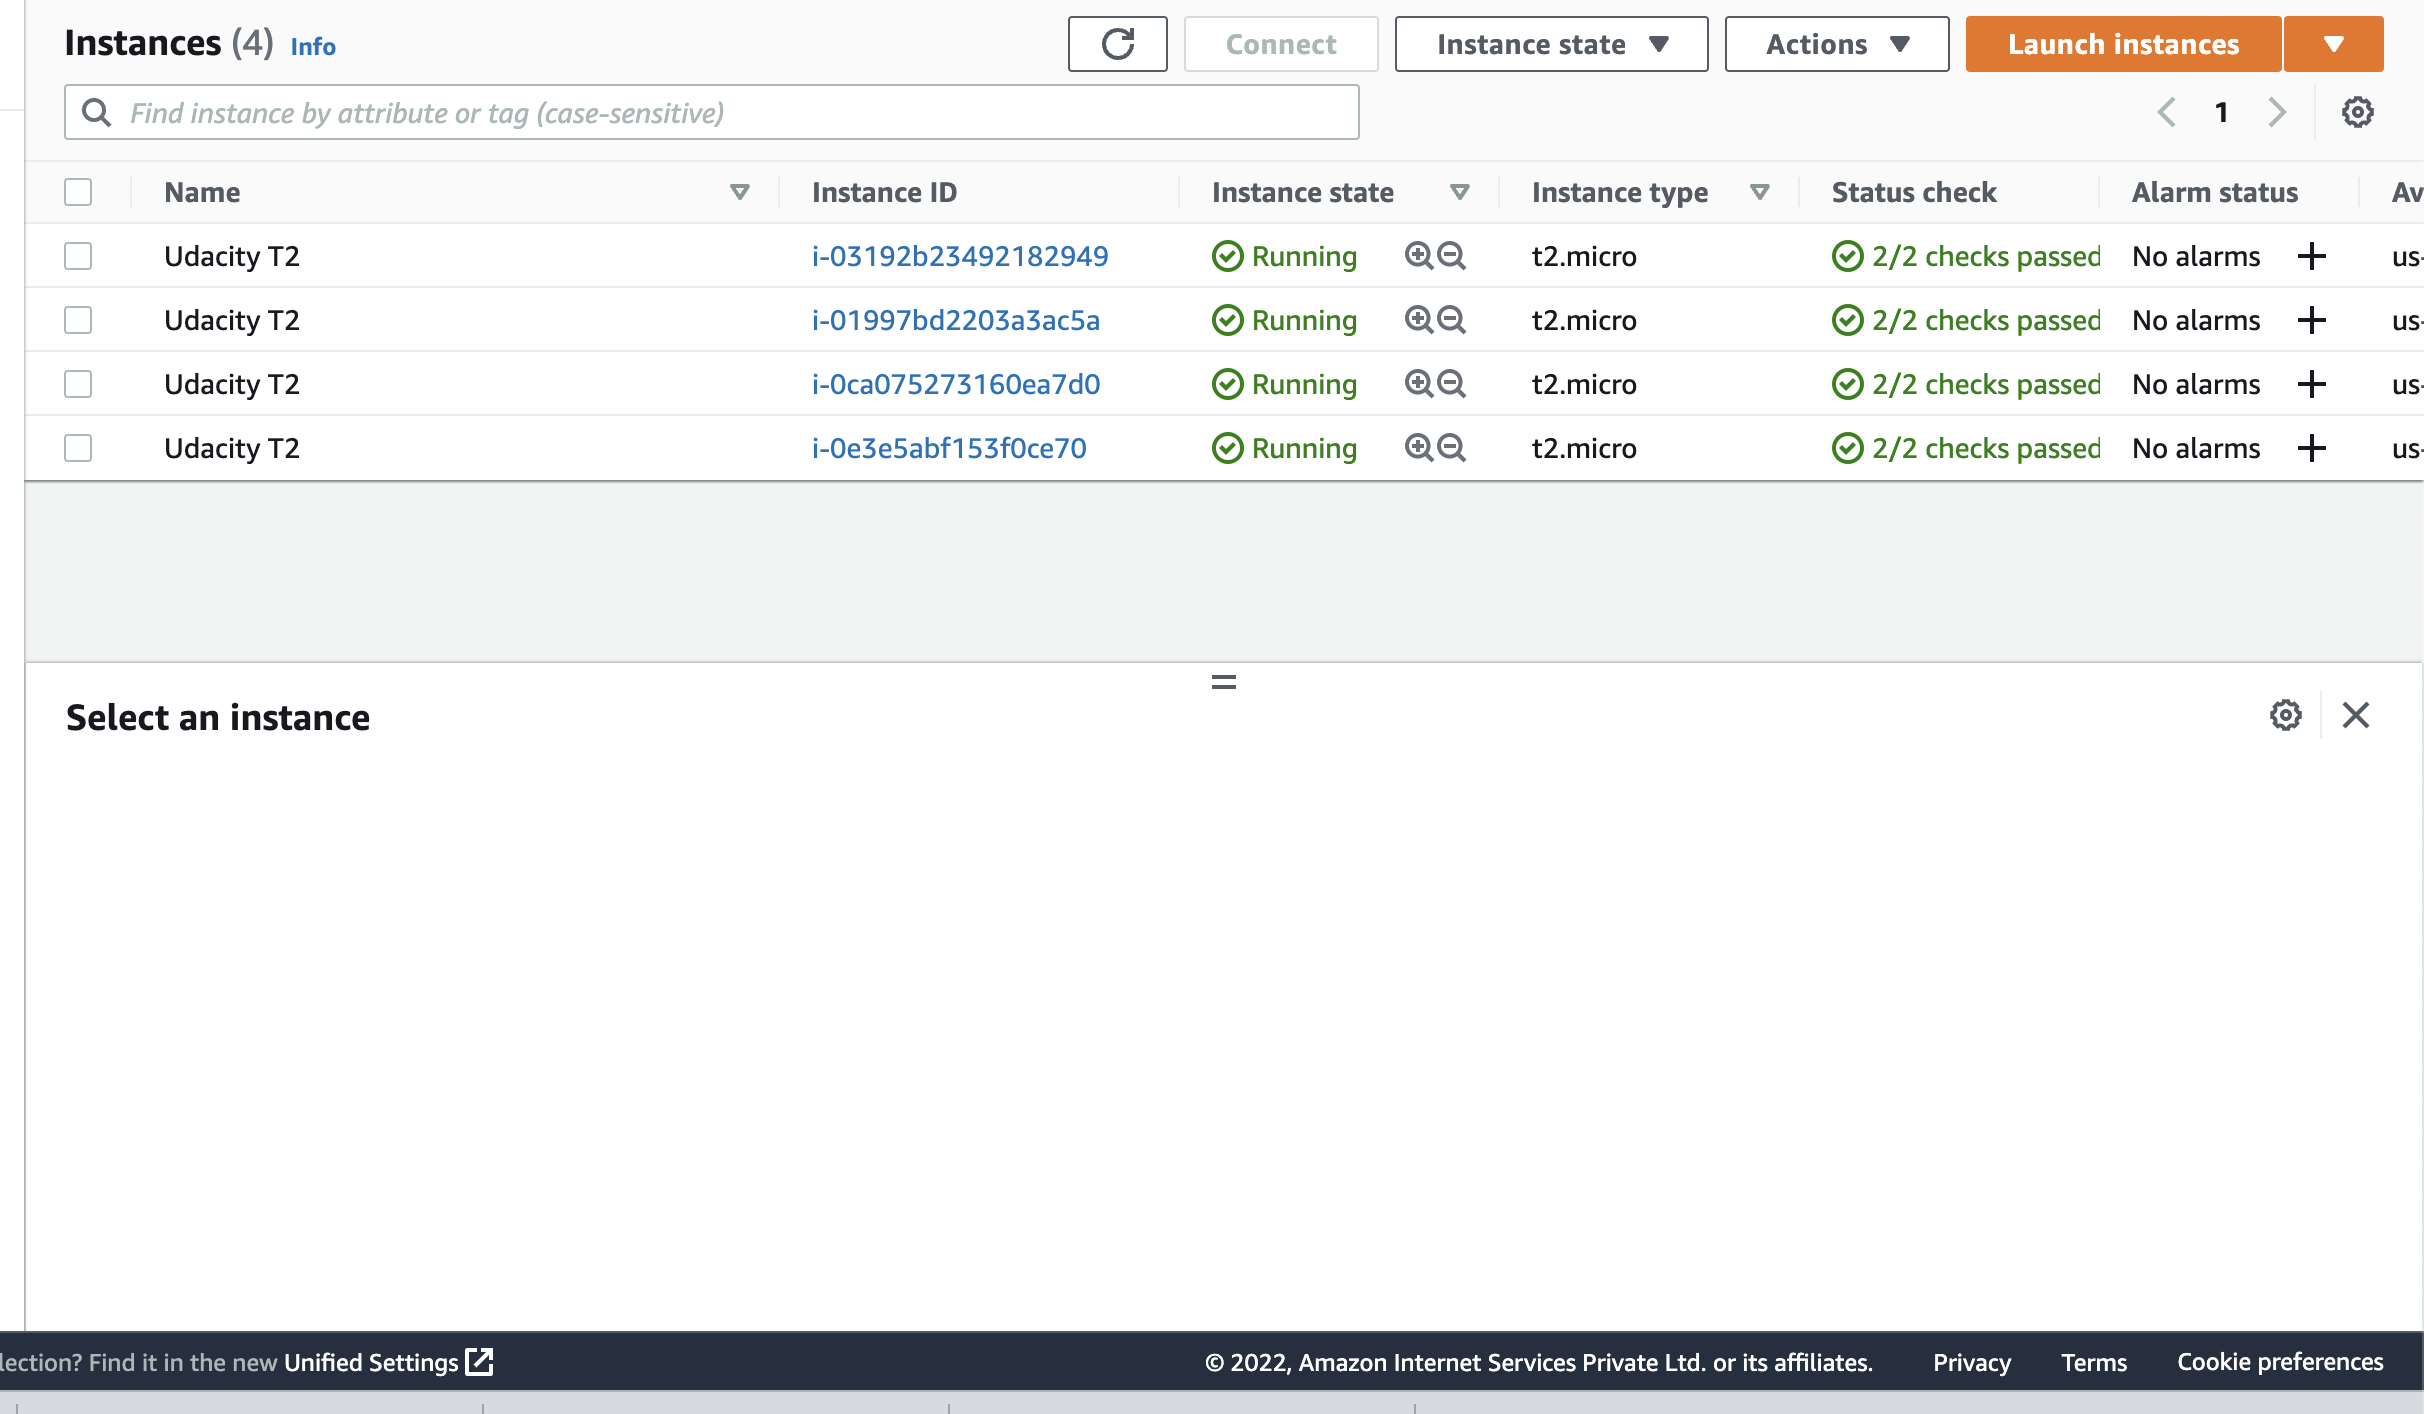 Instances (4) Info
Connect
Instance state
Actions
Launch instances
Find instance by attribute or tag (case-sensitive)
1
Name Instance ID Instance state Instance type Status check Alarm status Av
Udacity T2 i-03192b23492182949 Running t2.micro 2/2 checks passed No alarms + us-
Udacity T2 i-01997bd2203a3ac5a Running t2.micro 2/2 checks passed No alarms + us-
Udacity T2 i-0ca075273160ea7d0 Running t2.micro 2/2 checks passed No alarms + us-
Udacity T2 i-0e3e5abf153f0ce70 Running t2.micro 2/2 checks passed No alarms + us-
Select an instance
lection? Find it in the new Unified Settings © 2022, Amazon Internet Services Private Ltd. or its affiliates. Privacy Terms Cookie preferences